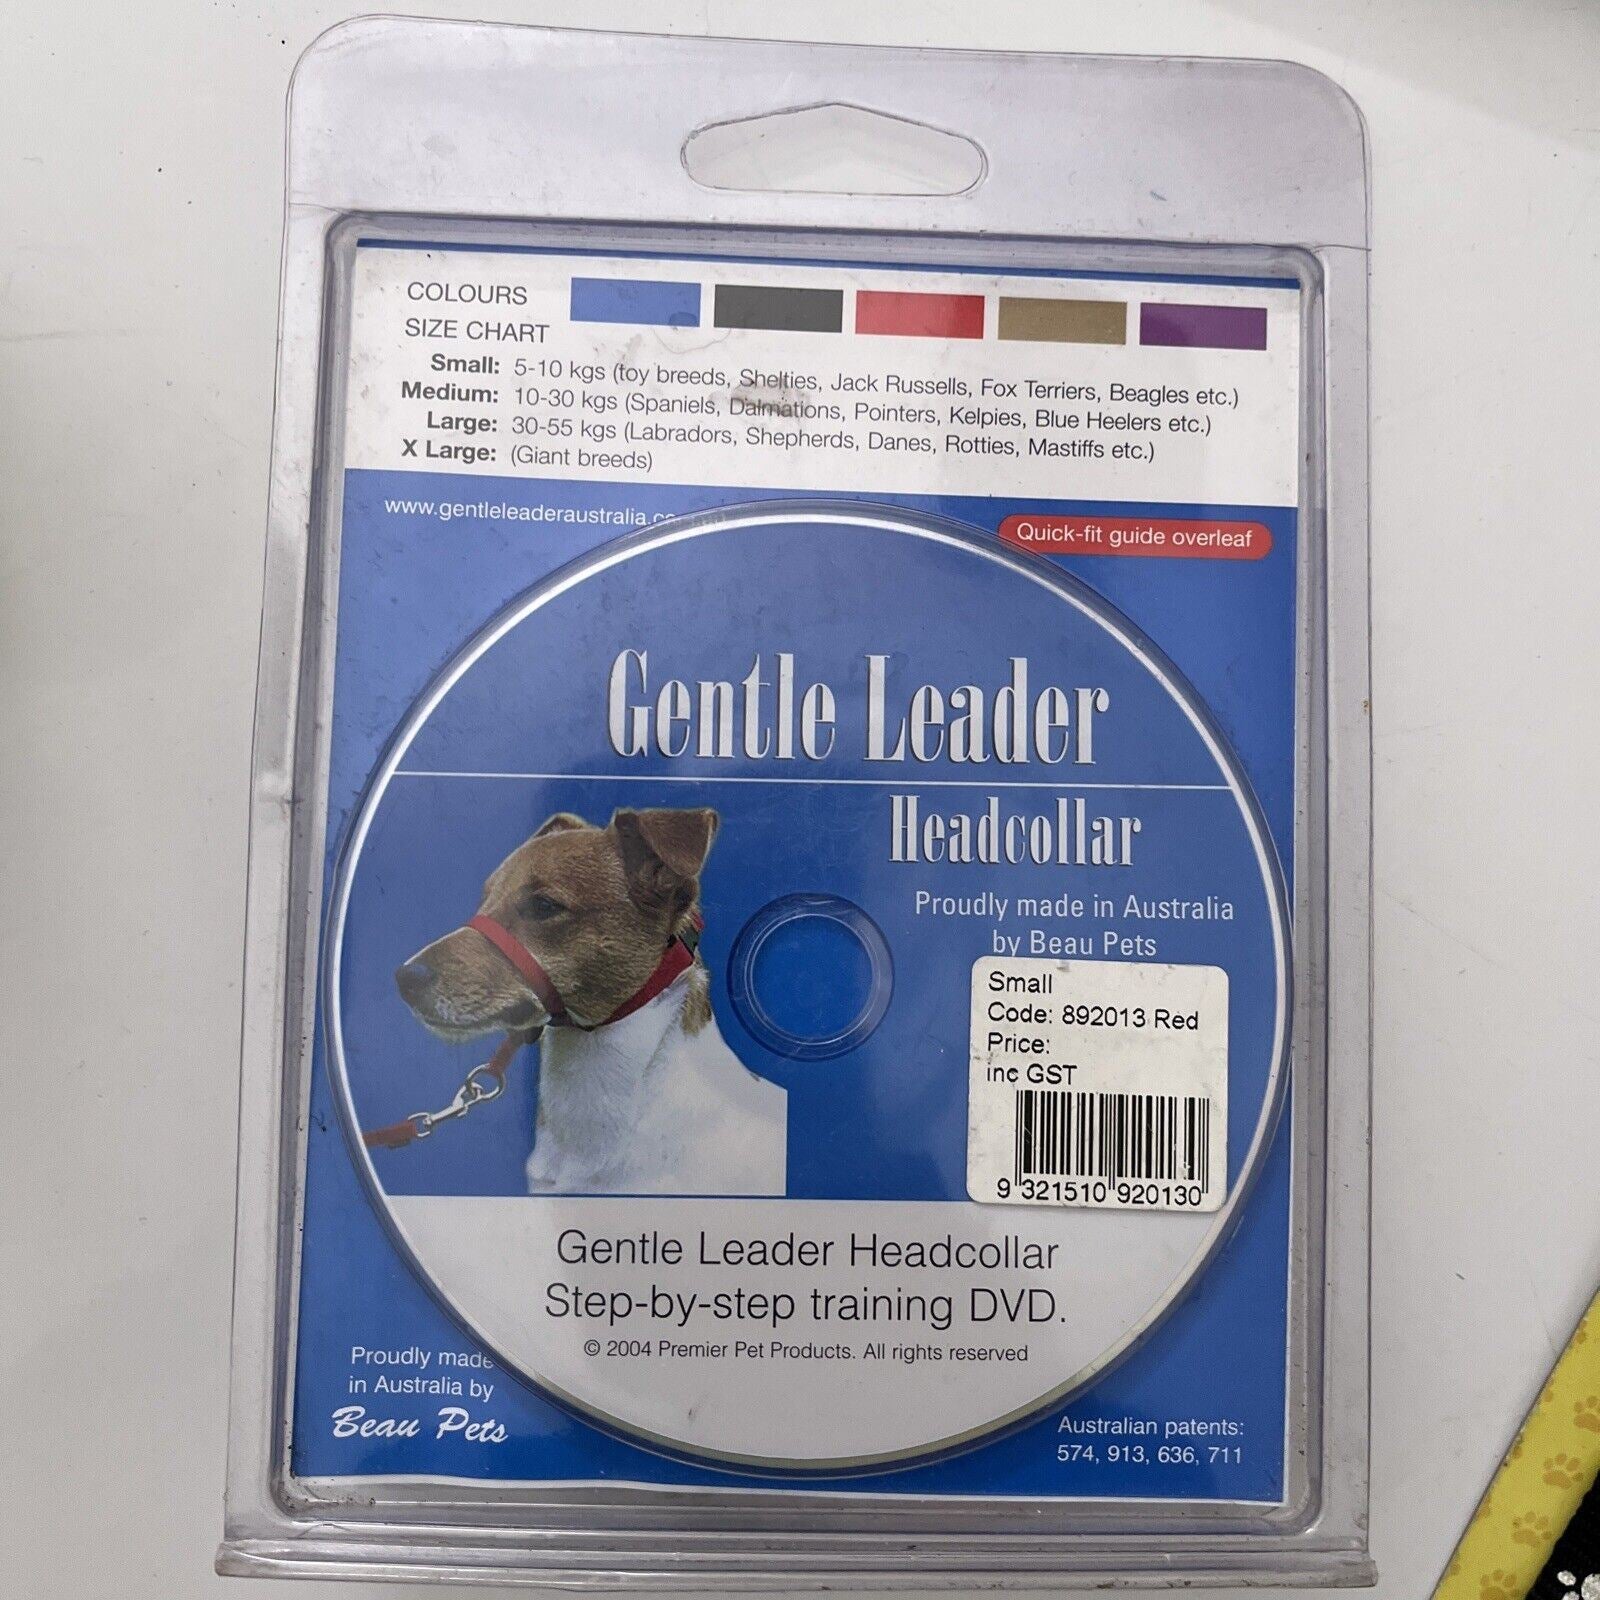 COLOURS
SIZE CHART
Small: 5-10 kgs (toy breeds, Shelties, Jack Russells, Fox Terriers, Beagles etc.)
Medium: 10-30 kgs (Spaniels, Dalmations, Pointers, Kelpies, Blue Heelers etc.)
Large: 30-55 kgs (Labradors, Shepherds, Danes, Rotties, Mastiffs etc.)
X Large: (Giant breeds)
www.gentleleaderaustralia.co
Quick-fit guide overleaf
Gentle Leader
Headcollar
Proudly made in Australia
by Beau Pets
Small
Code: 892013 Red
Price:
inc GST
9 321510 920130
Gentle Leader Headcollar
Step-by-step training DVD.
© 2004 Premier Pet Products. All rights reserved
Proudly made
in Australia by
Beau Pets
Australian patents:
574, 913, 636, 711